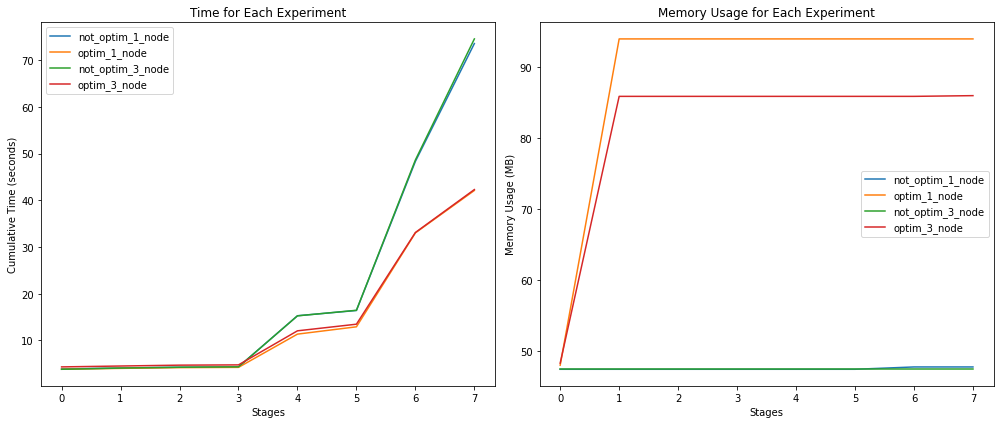 Time for Each Experiment
not_optim_1_node
optim_1_node
not_optim_3_node
optim_3_node
Cumulative Time (seconds)
70
60
50
40
30
20
10
0 1 2 3 4 5 6 7
Stages
Memory Usage for Each Experiment
not_optim_1_node
optim_1_node
not_optim_3_node
optim_3_node
Memory Usage (MB)
90
80
70
60
50
0 1 2 3 4 5 6 7
Stages